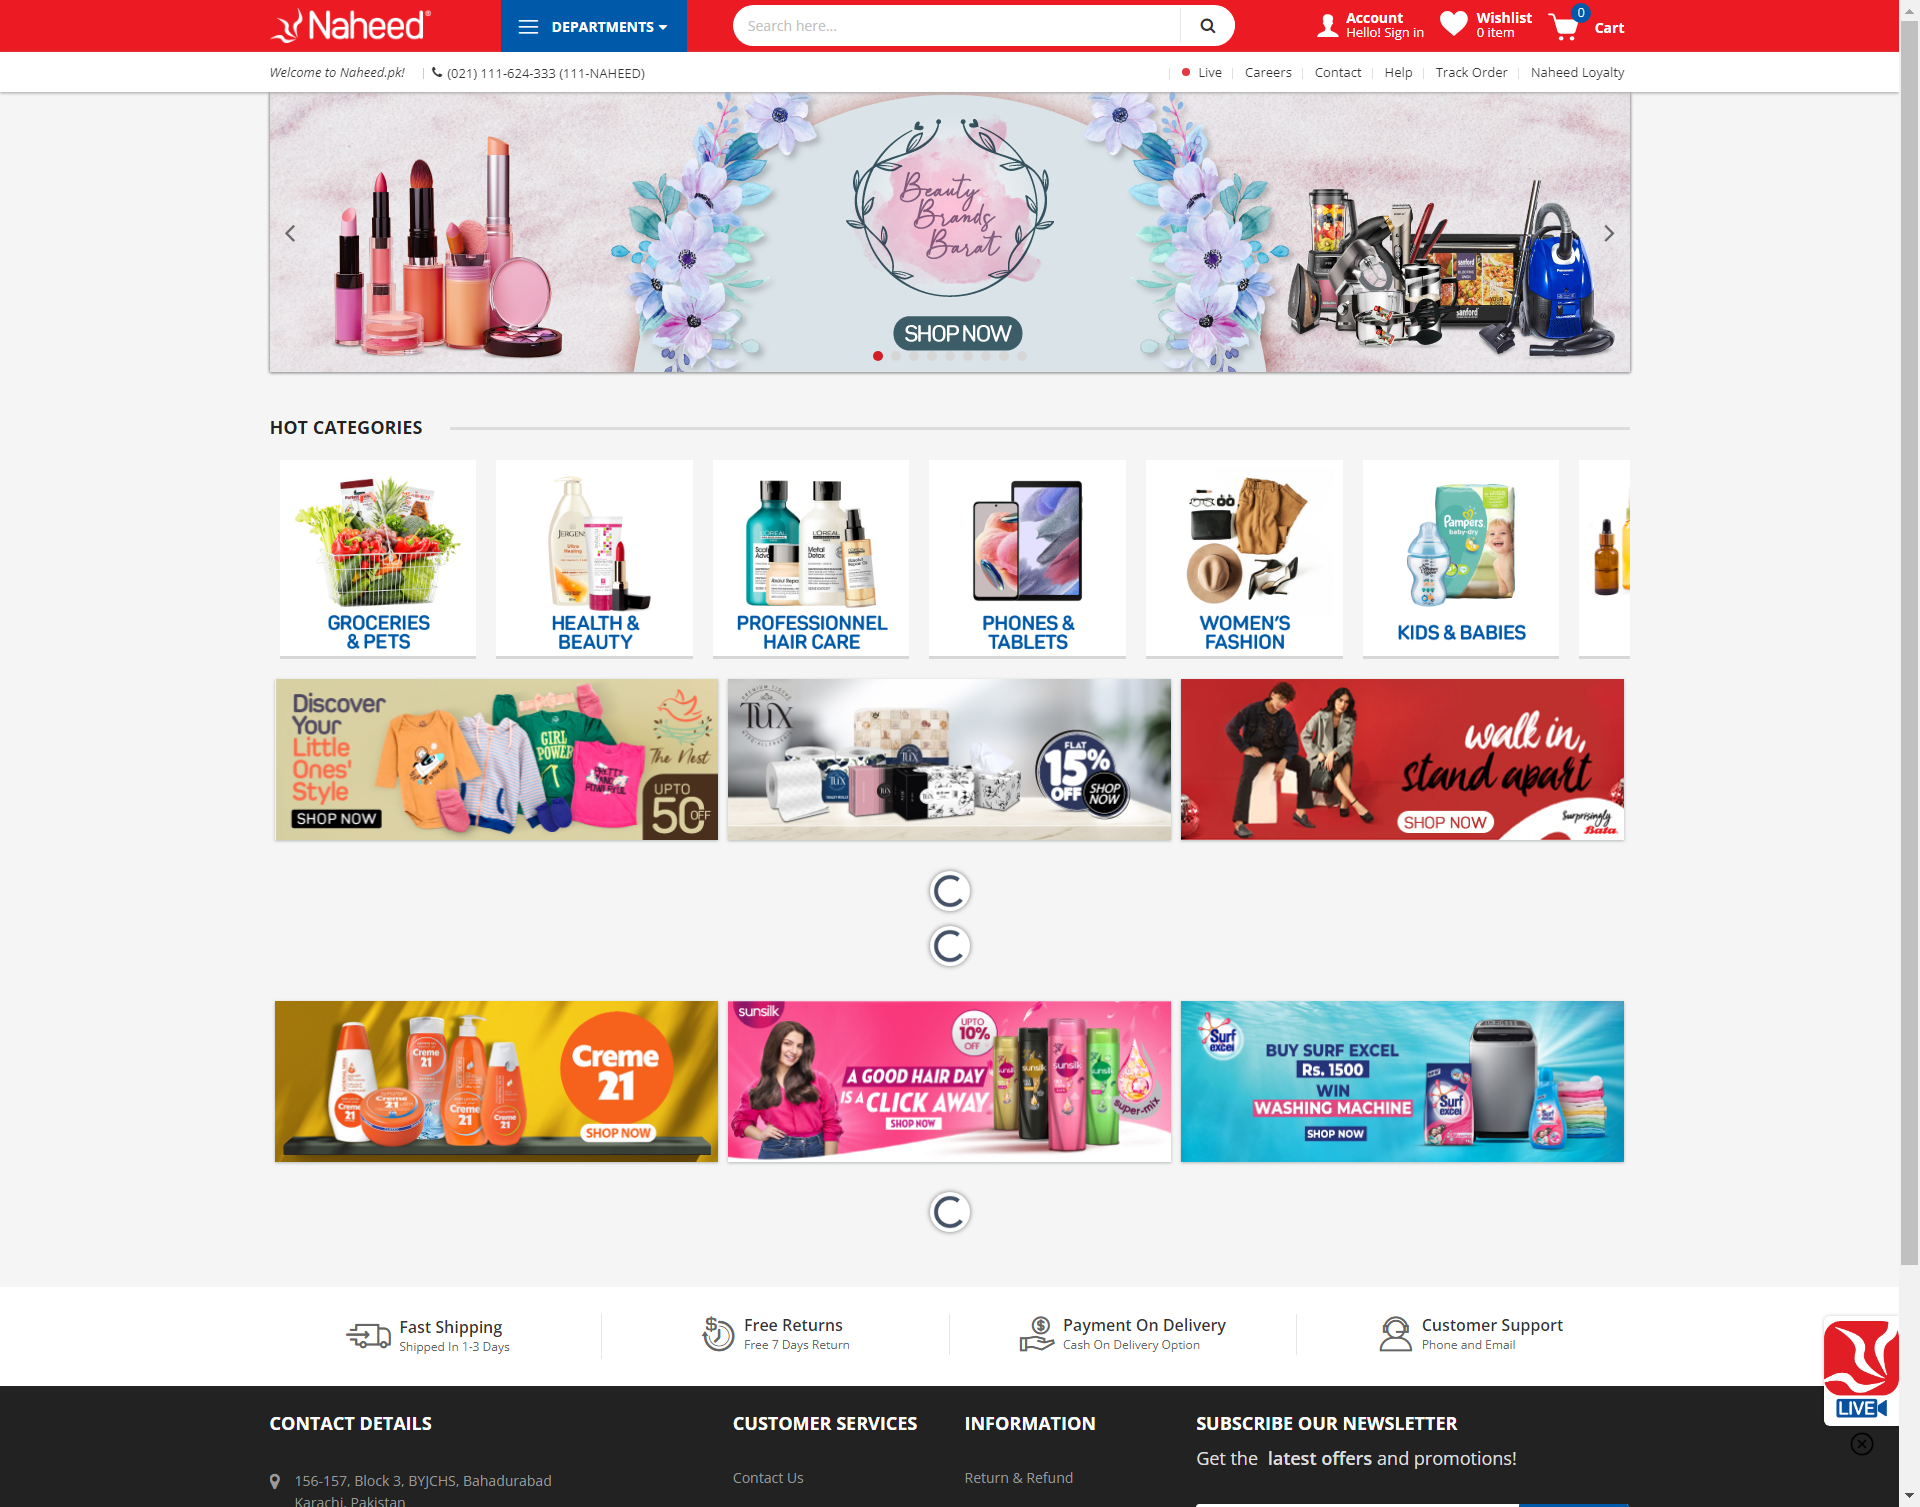 Naheed®
DEPARTMENTS
Search here...
Account
Hello! Sign in
Wishlist
0 item
0
Cart
Welcome to Naheed.pk!
(021) 111-624-333 (111-NAHEED)
Live
Careers
Contact
Help
Track Order
Naheed Loyalty
Beauty
Brands
Barat
SHOP NOW
HOT CATEGORIES
GROCERIES
& PETS
HEALTH &
BEAUTY
PROFESSIONNEL
HAIR CARE
PHONES &
TABLETS
WOMEN'S
FASHION
Pampers
baby-dry
KIDS & BABIES
Discover
Your
Little
Ones'
Style
SHOP NOW
GIRL
POWER
The Nest
UPTO
50
OFF
TUX
FLAT
15%
OFF
SHOP
NOW
walk in,
stand apart
SHOP NOW
Surprisingly
Bata
Creme
21
SHOP NOW
sunsilk
UPTO
10%
OFF
A GOOD HAIR DAY
IS A CLICK AWAY
SHOP NOW
super-mix
Surf
excel
BUY SURF EXCEL
Rs. 1500
WIN
WASHING MACHINE
SHOP NOW
Fast Shipping
Shipped In 1-3 Days
Free Returns
Free 7 Days Return
Payment On Delivery
Cash On Delivery Option
Customer Support
Phone and Email
LIVE
CONTACT DETAILS
156-157, Block 3, BYJCHS, Bahadurabad
Karachi, Pakistan
CUSTOMER SERVICES
Contact Us
INFORMATION
Return & Refund
SUBSCRIBE OUR NEWSLETTER
Get the latest offers and promotions!